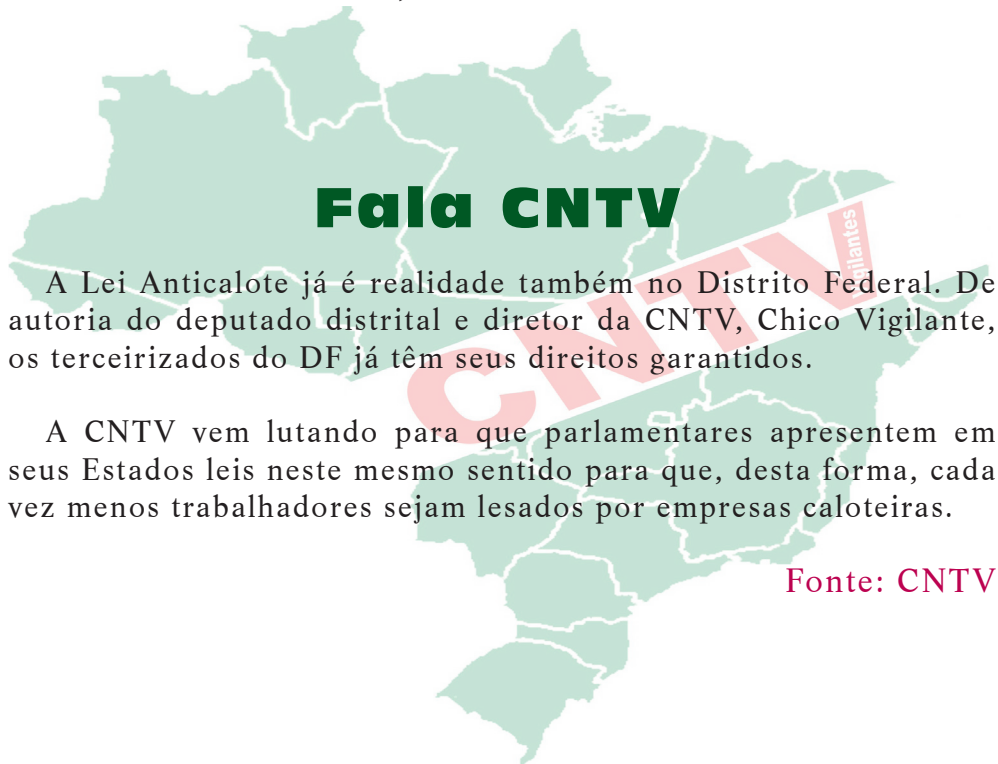 Fala CNTV
A Lei Anticalote já é realidade também no Distrito Federal. De
autoria do deputado distrital e diretor da CNTV, Chico Vigilante,
os terceirizados do DF já têm seus direitos garantidos.
A CNTV vem lutando para que parlamentares apresentem em
seus Estados leis neste mesmo sentido para que, desta forma, cada
vez menos trabalhadores sejam lesados por empresas caloteiras.
Fonte: CNTV
CNTV
Vigilantes